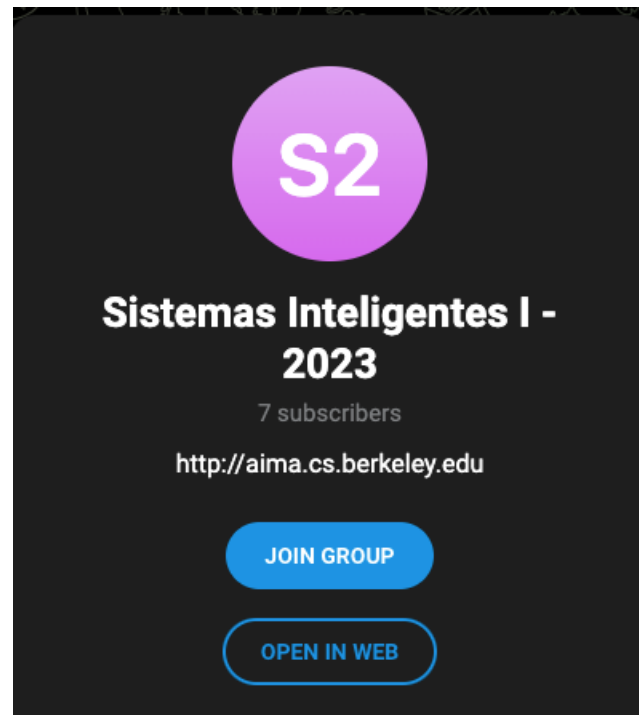 S2
Sistemas Inteligentes I -
2023
7 subscribers
http://aima.cs.berkeley.edu
JOIN GROUP
OPEN IN WEB